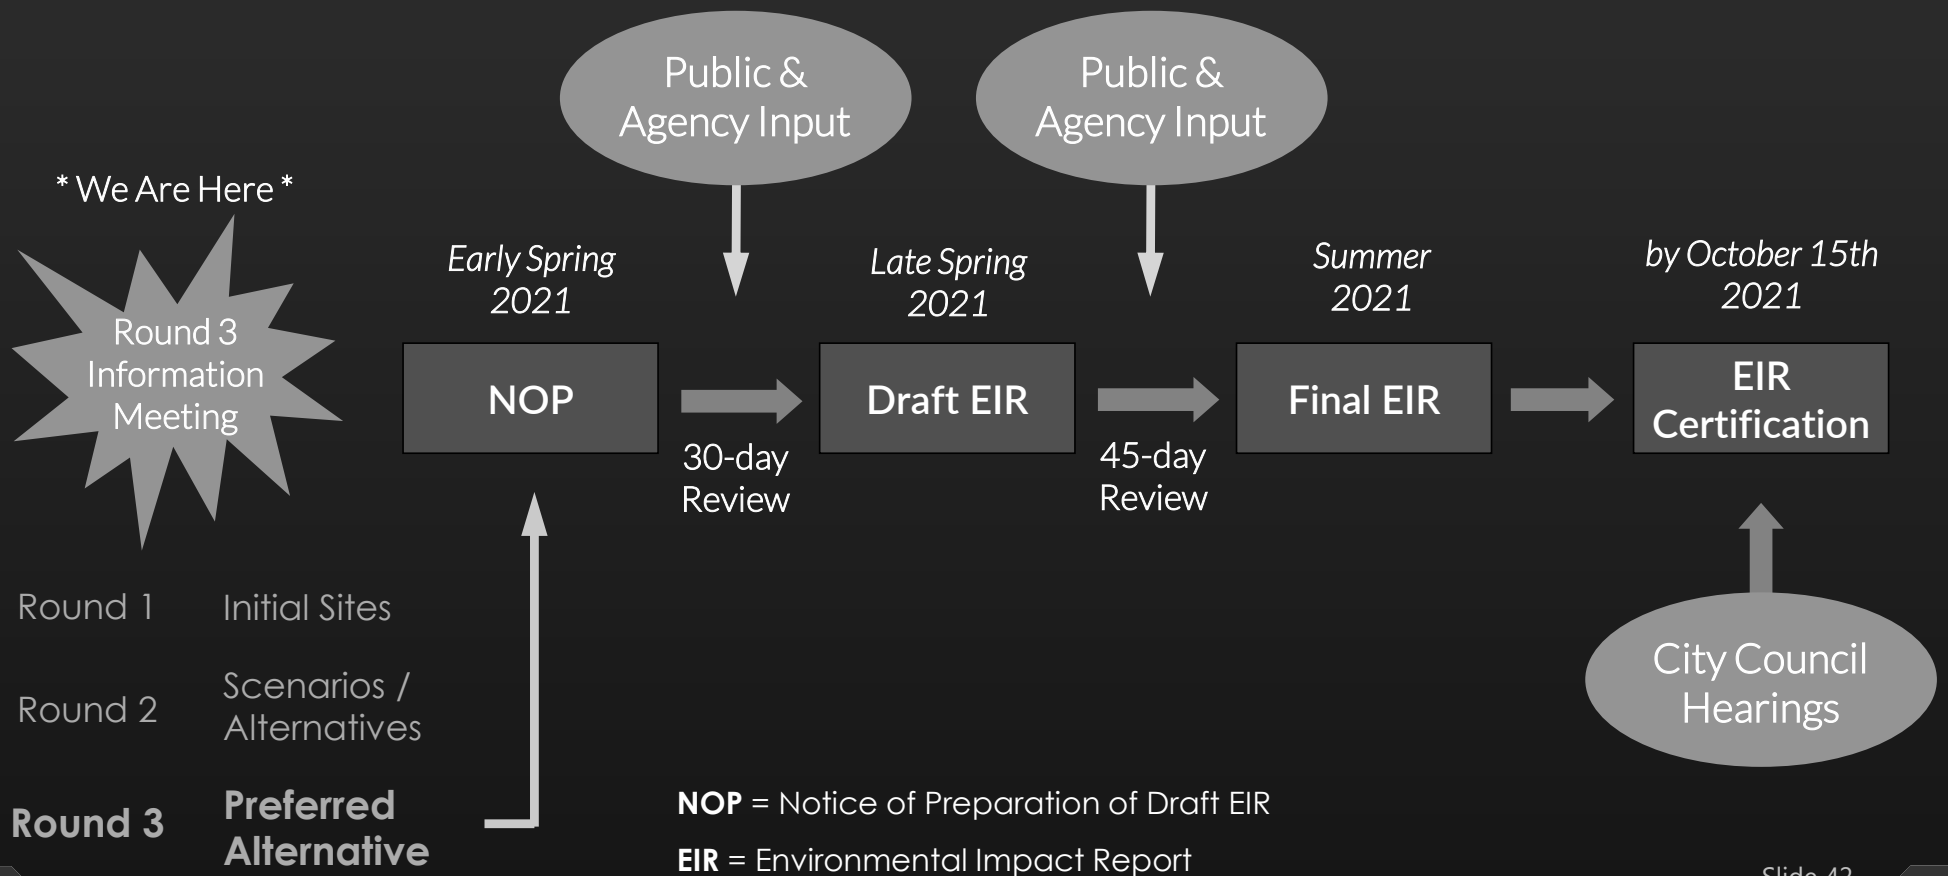 Public &
Agency Input
Public &
Agency Input
* We Are Here *
Round 3
Information
Meeting
Early Spring
2021
Late Spring
2021
Summer
2021
by October 15th
2021
NOP
30-day
Review
Draft EIR
45-day
Review
Final EIR
EIR
Certification
City Council
Hearings
Round 1 Initial Sites
Round 2 Scenarios /
Alternatives
Round 3 Preferred
Alternative
NOP = Notice of Preparation of Draft EIR
EIR = Environmental Impact Report
Slide 42